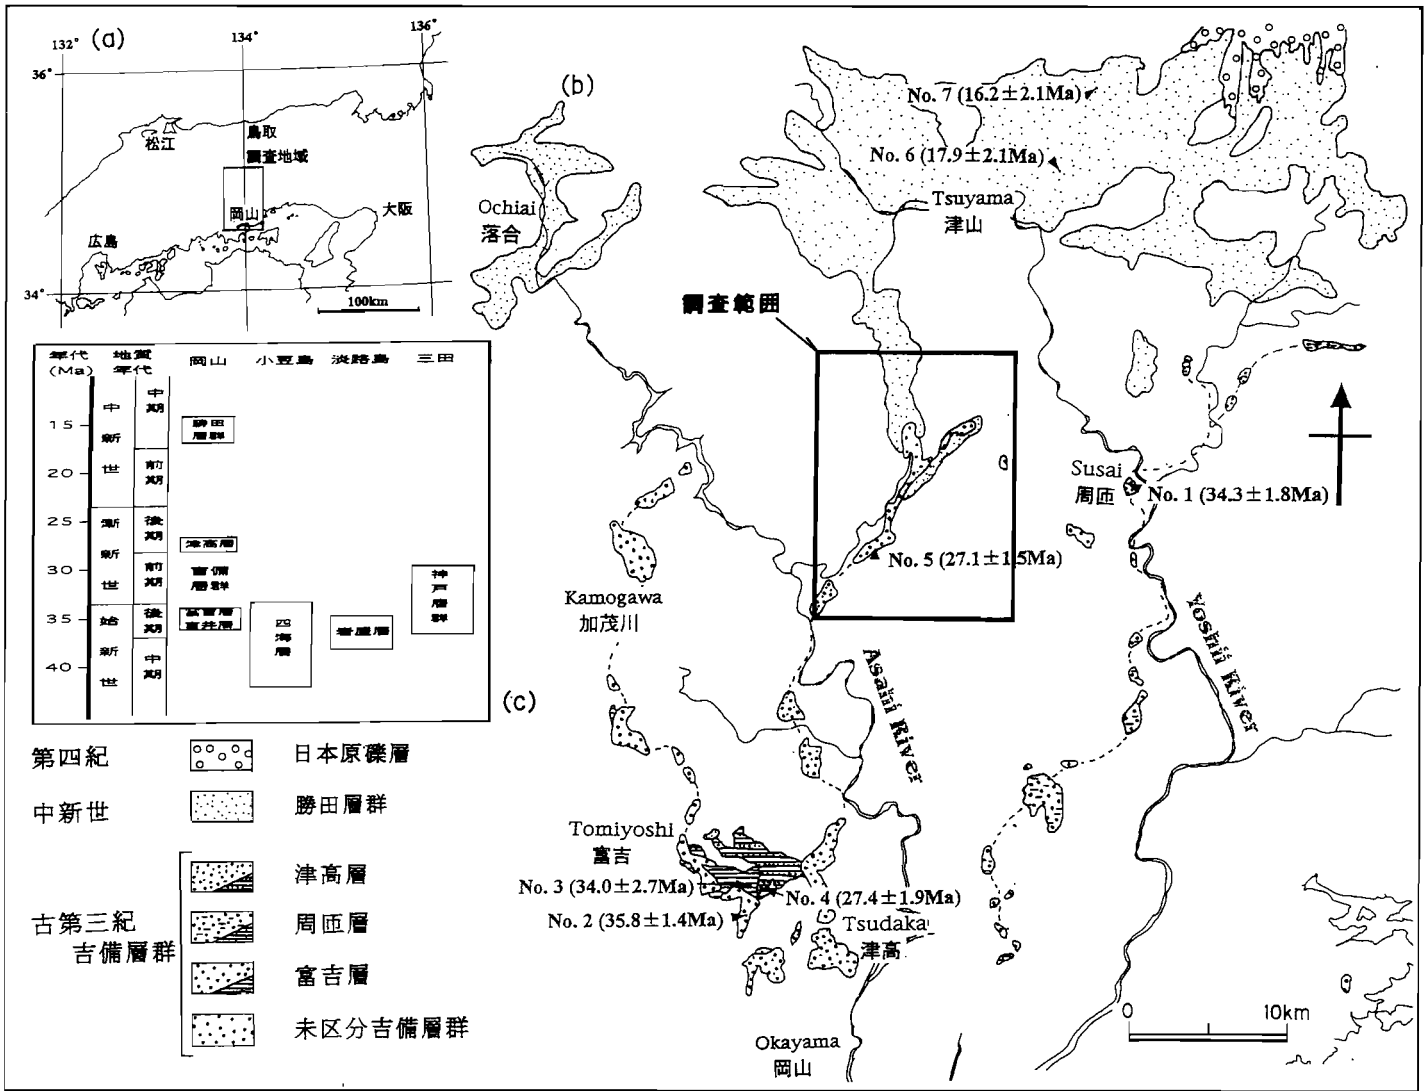 (a)
132°
134°
136°
36°
34°
松江
鳥取
調査地域
岡山
大阪
広島
100km
(b)
No. 7 (16.2±2.1Ma)
No. 6 (17.9±2.1Ma)
Ochiai
落合
Tsuyama
津山
調査範囲
Susai
周匝
No. 1 (34.3±1.8Ma)
No. 5 (27.1±1.5Ma)
Kamogawa
加茂川
Asahi River
Yoshii River
Tomiyoshi
富吉
No. 3 (34.0±2.7Ma)
No. 4 (27.4±1.9Ma)
No. 2 (35.8±1.4Ma)
Tsudaka
津高
Okayama
岡山
0 10km
年代 地質 岡山 小豆島 淡路島 三田
(Ma) 年代
15
20
25
30
35
40
中新世
漸新世
始新世
中期
前期
後期
前期
後期
中期
勝田
層群
津高層
吉備
層群
富吉層
四海層
岩屋層
神戸層群
(c)
第四紀 日本原礫層
中新世 勝田層群
古第三紀
吉備層群
津高層
周匝層
富吉層
未区分吉備層群